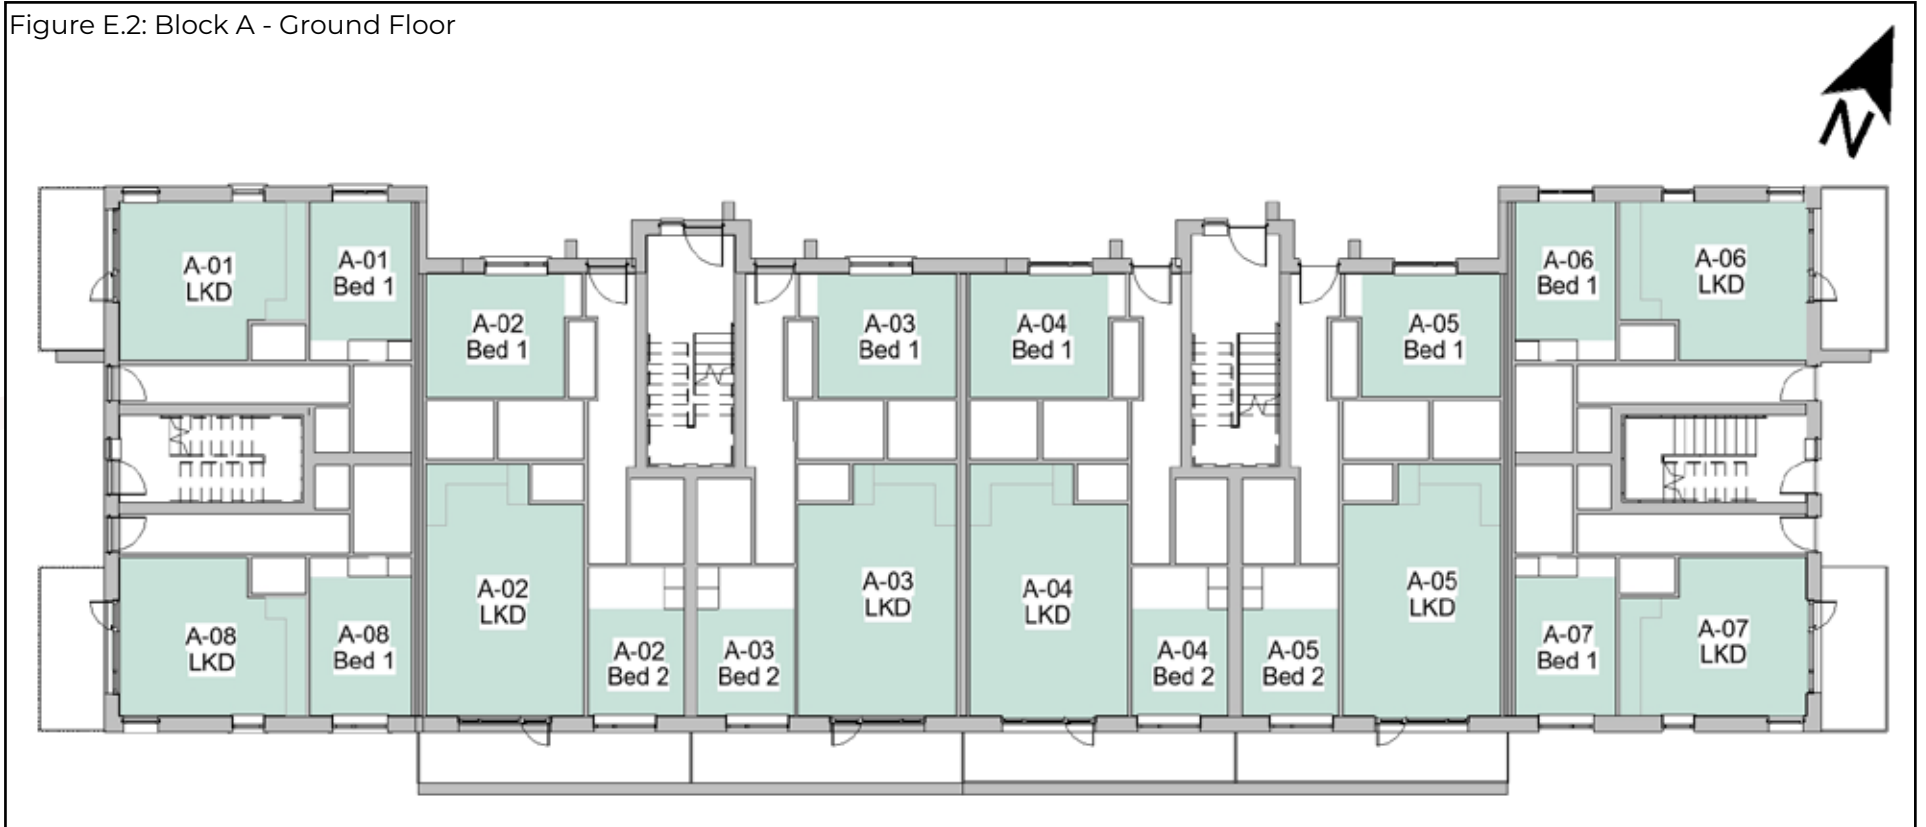 Figure E.2: Block A - Ground Floor
N
A-01
LKD
A-01
Bed 1
A-02
Bed 1
A-03
Bed 1
A-04
Bed 1
A-05
Bed 1
A-06
Bed 1
A-06
LKD
A-08
LKD
A-08
Bed 1
A-02
LKD
A-02
Bed 2
A-03
Bed 2
A-03
LKD
A-04
LKD
A-04
Bed 2
A-05
Bed 2
A-05
LKD
A-07
Bed 1
A-07
LKD